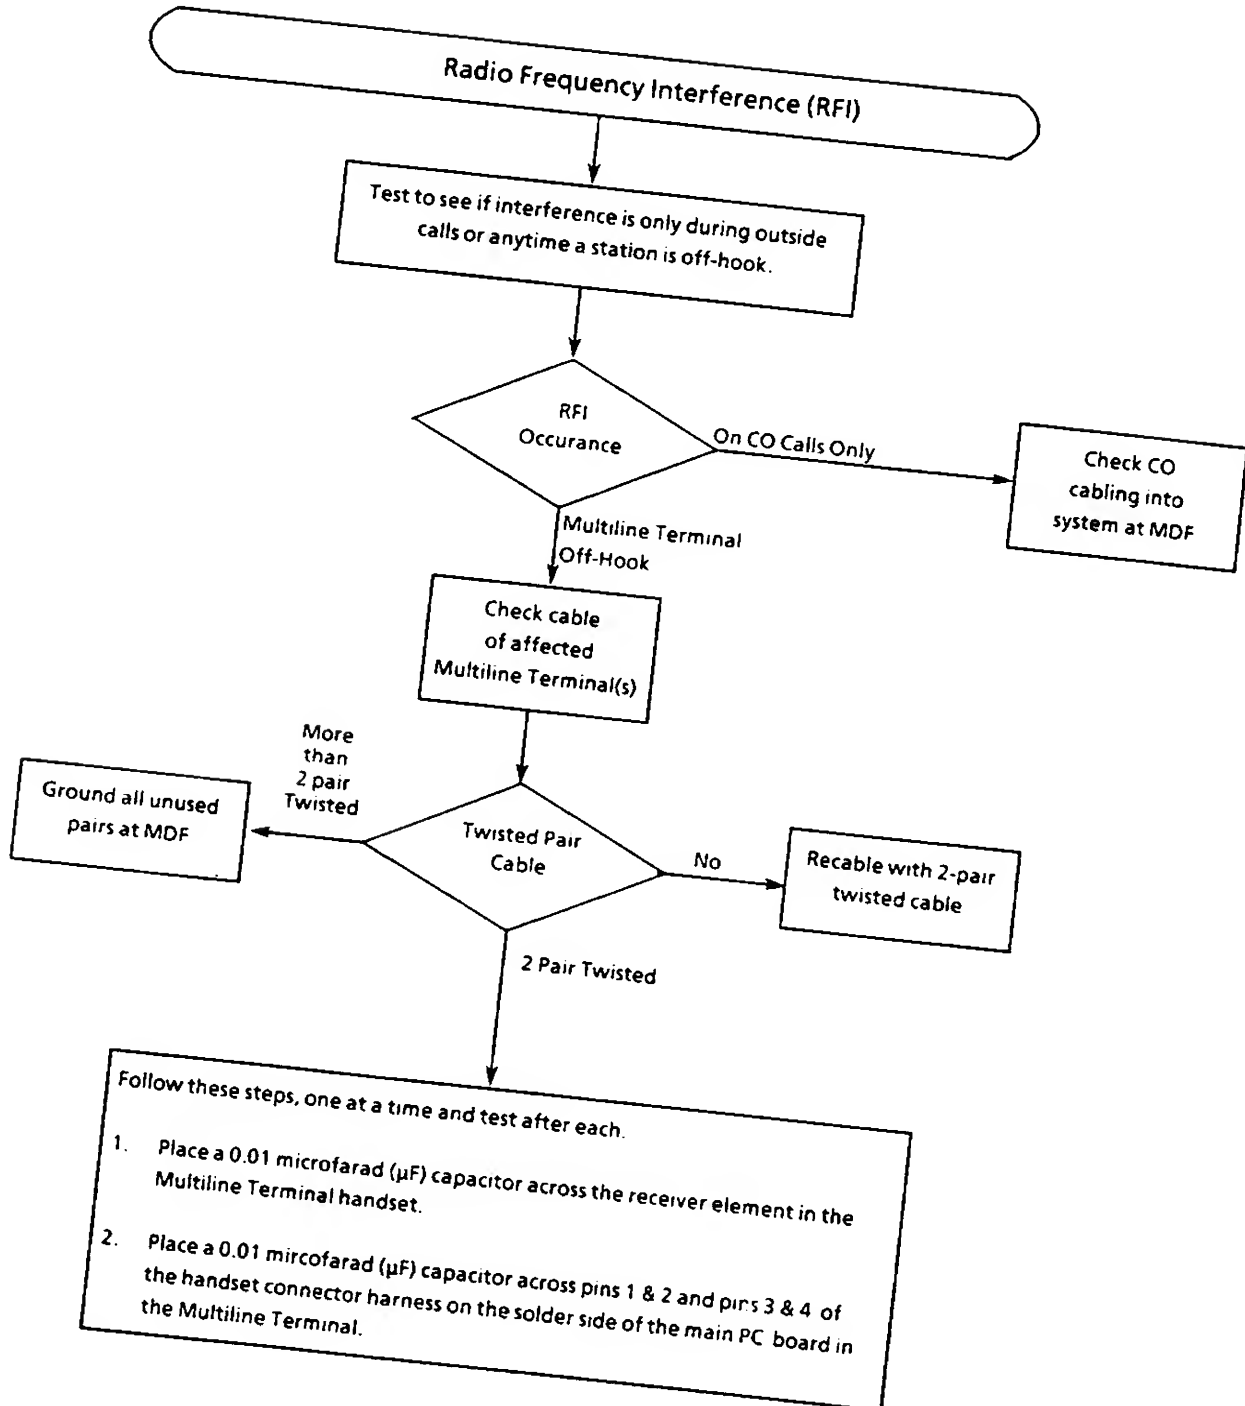 Radio Frequency Interference (RFI)
Test to see if interference is only during outside
calls or anytime a station is off-hook.
RFI
Occurance
On CO Calls Only
Check CO
cabling into
system at MDF
Multiline Terminal
Off-Hook
Check cable
of affected
Multiline Terminal(s)
More
than
2 pair
Twisted
Ground all unused
pairs at MDF
Twisted Pair
Cable
No
Recable with 2-pair
twisted cable
2 Pair Twisted
Follow these steps, one at a time and test after each.
1. Place a 0.01 microfarad (µF) capacitor across the receiver element in the
Multiline Terminal handset.
2. Place a 0.01 mircofarad (µF) capacitor across pins 1 & 2 and pins 3 & 4 of
the handset connector harness on the solder side of the main PC board in
the Multiline Terminal.